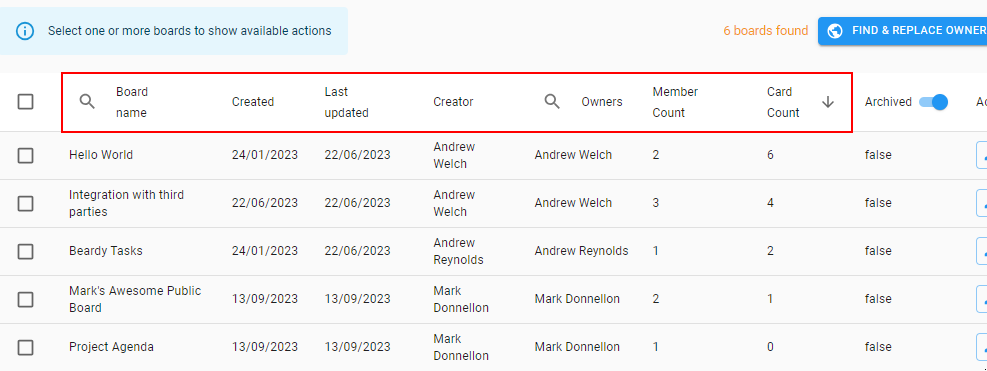 Select one or more boards to show available actions
6 boards found
FIND & REPLACE OWNER
Board name Created Last updated Creator Owners Member Count Card Count Archived
Hello World 24/01/2023 22/06/2023 Andrew Welch Andrew Welch 2 6 false
Integration with third parties 22/06/2023 22/06/2023 Andrew Welch Andrew Welch 3 4 false
Beardy Tasks 24/01/2023 22/06/2023 Andrew Reynolds Andrew Reynolds 1 2 false
Mark's Awesome Public Board 13/09/2023 13/09/2023 Mark Donnellon Mark Donnellon 2 1 false
Project Agenda 13/09/2023 13/09/2023 Mark Donnellon Mark Donnellon 1 0 false